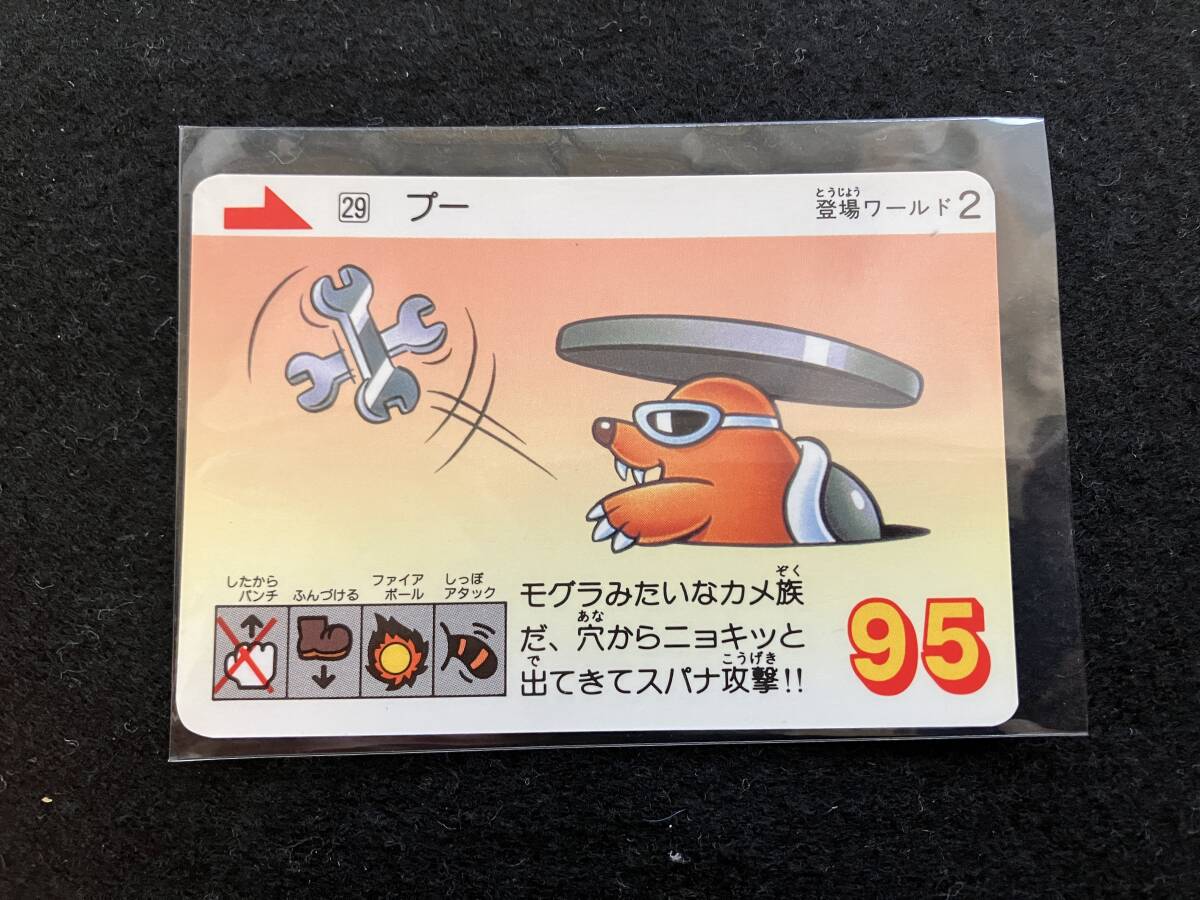 29 プー
とうじょう
登場ワールド2
したから
パンチ
ふんづける
ファイア
ボール
しっぽ
アタック
ぞく
モグラみたいなカメ族
あな
だ、穴からニョキッと
で こうげき
出てきてスパナ攻撃!!
95